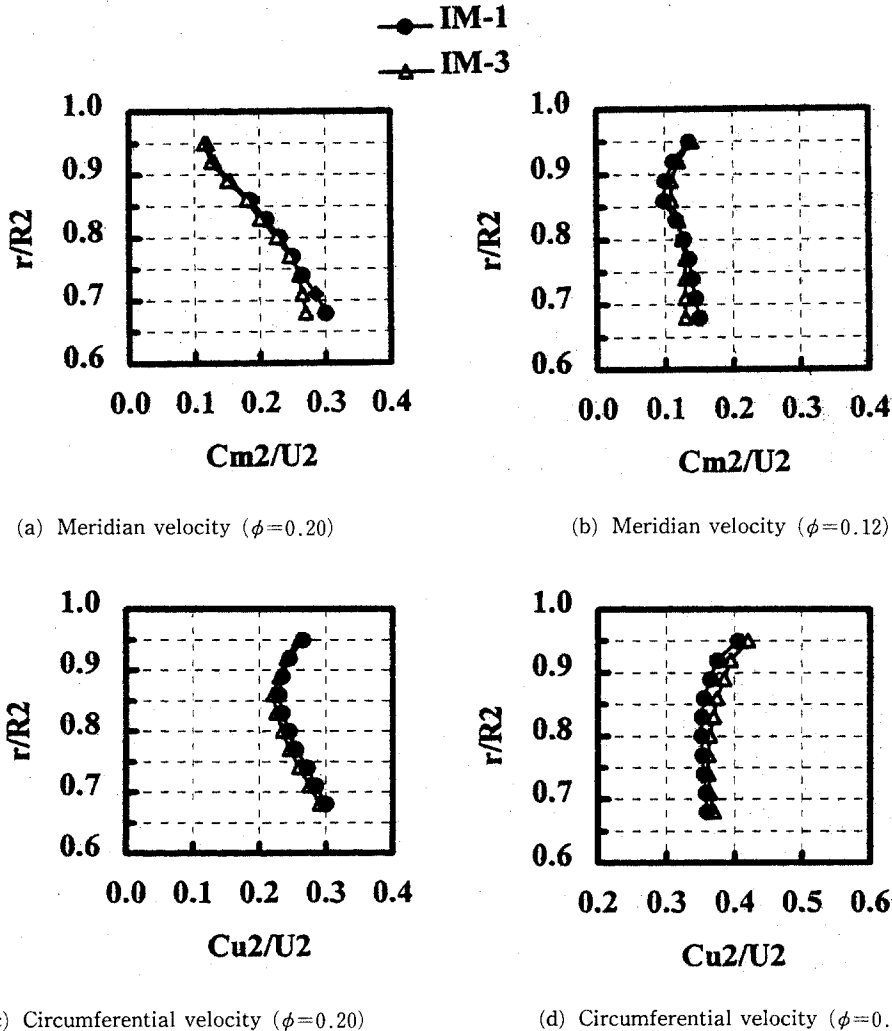 IM-1
IM-3
1.0
0.9
0.8
0.7
0.6
r/R2
0.0 0.1 0.2 0.3 0.4
Cm2/U2
(a) Meridian velocity (φ=0.20)
1.0
0.9
0.8
0.7
0.6
r/R2
0.0 0.1 0.2 0.3 0.4
Cm2/U2
(b) Meridian velocity (φ=0.12)
1.0
0.9
0.8
0.7
0.6
r/R2
0.0 0.1 0.2 0.3 0.4
Cu2/U2
) Circumferential velocity (φ=0.20)
1.0
0.9
0.8
0.7
0.6
r/R2
0.2 0.3 0.4 0.5 0.6
Cu2/U2
(d) Circumferential velocity (φ=0.